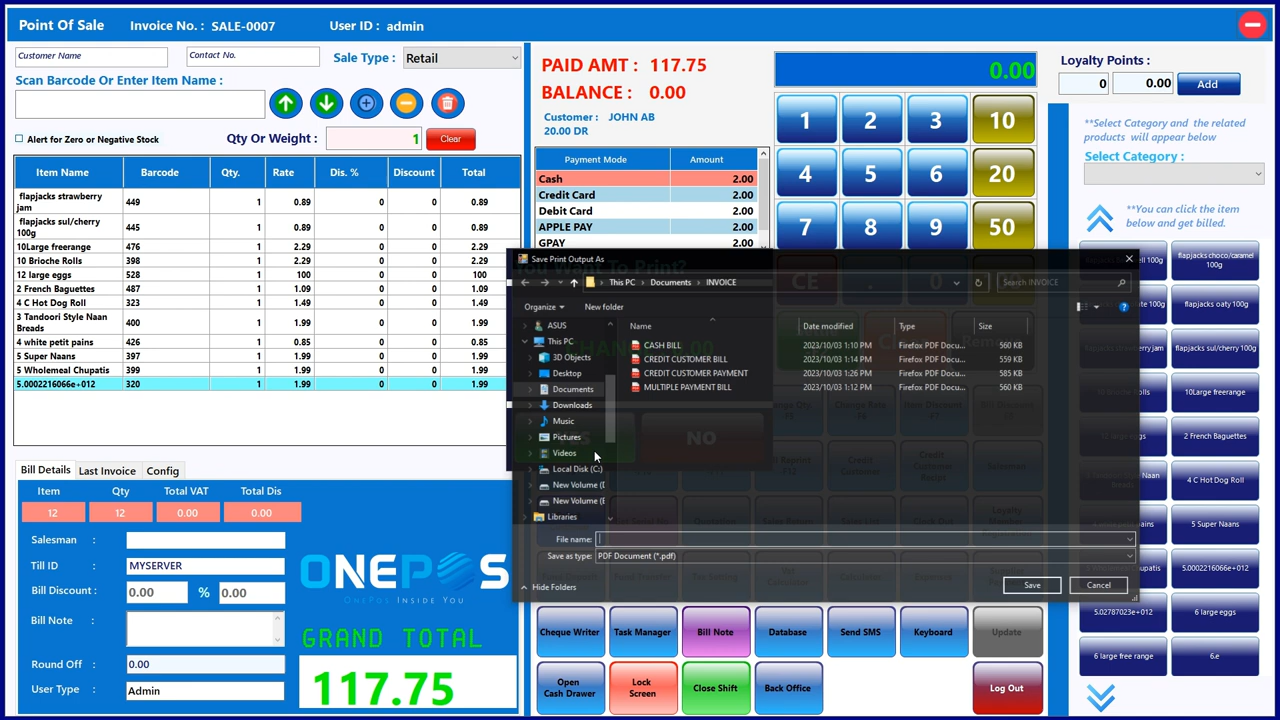 Point Of Sale
Invoice No. : SALE-0007
User ID : admin
Customer Name
Contact No.
Sale Type :
Retail
Scan Barcode Or Enter Item Name :
Alert for Zero or Negative Stock
Qty Or Weight :
1
Clear
Item Name Barcode Qty. Rate Dis. % Discount Total
flapjacks strawberry jam 449 1 0.89 0 0 0.89
flapjacks sul/cherry 100g 445 1 0.89 0 0 0.89
10Large freerange 476 1 2.29 0 0 2.29
10 Brioche Rolls 398 1 2.29 0 0 2.29
12 large eggs 528 1 100 0 0 100
2 Finger Buns 487 1 1.09 0 0 1.09
4 C Hot Dog Roll 323 1 1.49 0 0 1.49
3 Tandoori Style Naan Breads 400 1 1.99 0 0 1.99
4 white petit pains 426 1 0.85 0 0 0.85
5 Super Naans 397 1 1.99 0 0 1.99
5 Wholemeal Chupatis 399 1 1.99 0 0 1.99
5.0002216066e+012 320 1 1.99 0 0 1.99
Bill Details
Last Invoice
Config
Item Qty Total VAT Total Dis
12 12 0.00 0.00
Salesman :
Till ID : MYSERVER
Bill Discount : 0.00 % 0.00
Bill Note :
Round Off : 0.00
User Type : Admin
ONEPOS
OnePos Inside You
GRAND TOTAL
117.75
PAID AMT : 117.75
BALANCE : 0.00
Customer : JOHN AB
20.00 DR
Payment Mode Amount
Cash 2.00
Credit Card 2.00
Debit Card 2.00
APPLE PAY 2.00
GPAY 2.00
0.00
1 2 3 10
4 5 6 20
7 8 9 50
Save Print Output As
This PC > Documents > INVOICE
Search INVOICE
Organize
New folder
ASUS
This PC
3D Objects
Desktop
Documents
Downloads
Music
Pictures
Videos
Local Disk (C:)
New Volume (
New Volume (
Libraries
Name Date modified Type Size
CASH BILL 2023/10/03 1:10 PM Firefox PDF Docu... 560 KB
CREDIT CUSTOMER BILL 2023/10/03 1:14 PM Firefox PDF Docu... 559 KB
CREDIT CUSTOMER PAYMENT 2023/10/03 1:26 PM Firefox PDF Docu... 585 KB
MULTIPLE PAYMENT BILL 2023/10/03 1:12 PM Firefox PDF Docu... 560 KB
NO
File name:
Save as type: PDF Document (*.pdf)
Hide Folders
Save
Cancel
Cheque Writer
Task Manager
Bill Note
Database
Send SMS
Keyboard
Update
Open Cash Drawer
Lock Screen
Close Shift
Back Office
Log Out
Loyalty Points :
0
0.00
Add
**Select Category and the related
products will appear below
Select Category :
**You can click the item
below and get billed.
flapjacks choco/caramel 100g
flapjacks oaty 100g
flapjacks sul/cherry 100g
10Large freerange
2 Finger Baguettes
4 C Hot Dog Roll
5 Super Naans
5.0002216066e+012
5.02787023e+012
6 large eggs
6 large free range
6.e